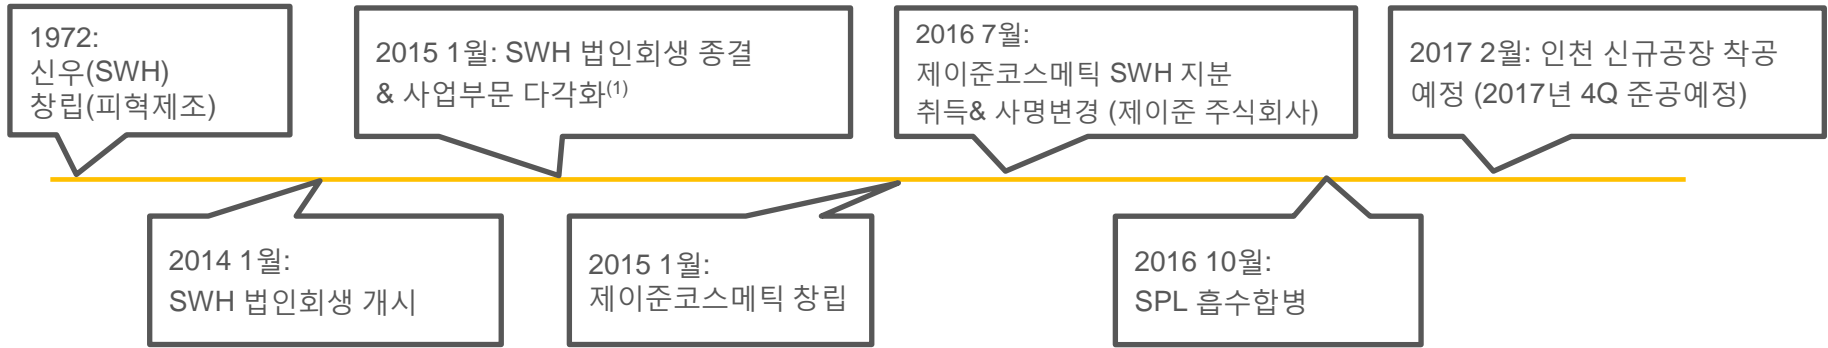 1972:
신우(SWH)
창립(피혁제조)
2015 1월: SWH 법인회생 종결
& 사업부문 다각화(1)
2016 7월:
제이준코스메틱 SWH 지분
취득& 사명변경 (제이준 주식회사)
2017 2월: 인천 신규공장 착공
예정 (2017년 4Q 준공예정)
2014 1월:
SWH 법인회생 개시
2015 1월:
제이준코스메틱 창립
2016 10월:
SPL 흡수합병